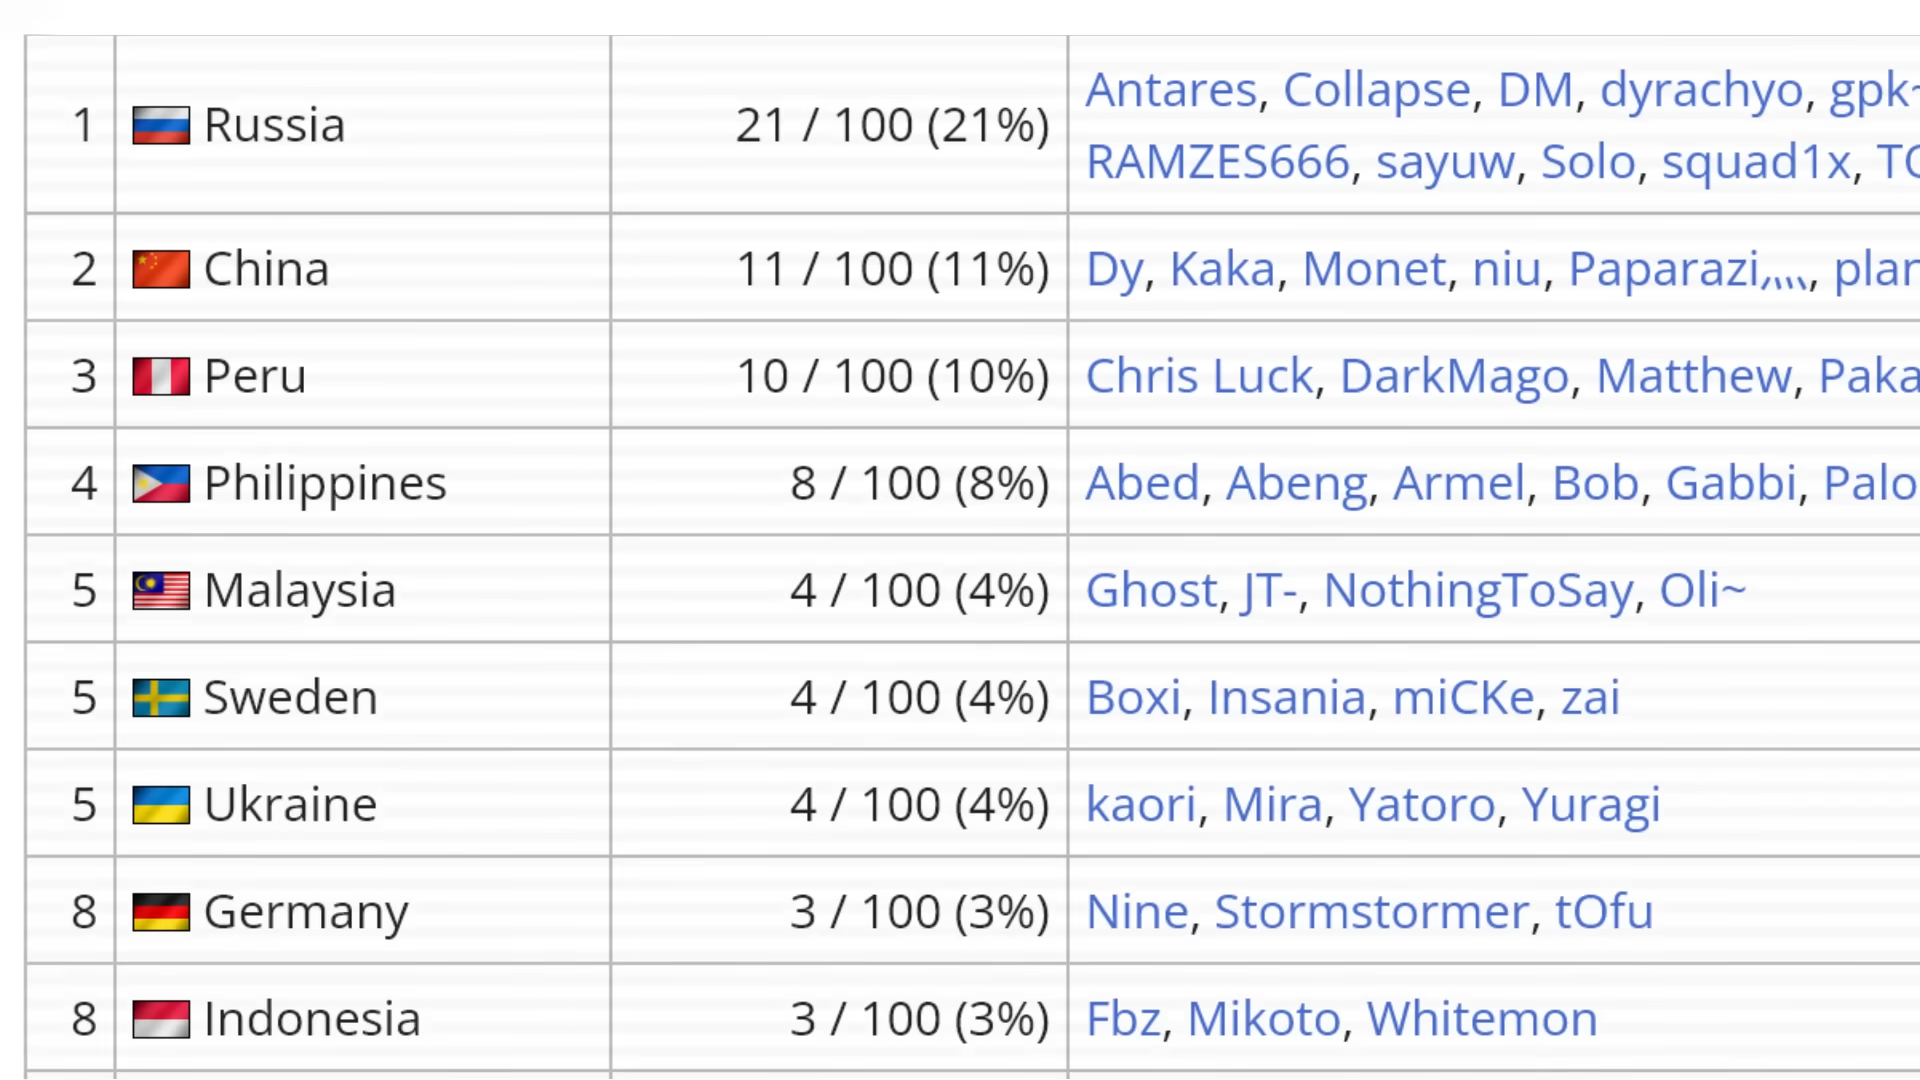 1 Russia 21 / 100 (21%) Antares, Collapse, DM, dyrachyo, gpk~
RAMZES666, sayuw, Solo, squad1x,
2 China 11 / 100 (11%) Dy, Kaka, Monet, niu, Paparazi灬,
3 Peru 10 / 100 (10%) Chris Luck, DarkMago, Matthew, Paka
4 Philippines 8 / 100 (8%) Abed, Abeng, Armel, Bob, Gabbi, Palo
5 Malaysia 4 / 100 (4%) Ghost, JT-, NothingToSay, Oli~
5 Sweden 4 / 100 (4%) Boxi, Insania, miCKe, zai
5 Ukraine 4 / 100 (4%) kaori, Mira, Yatoro, Yuragi
8 Germany 3 / 100 (3%) Nine, Stormstormer, tOfu
8 Indonesia 3 / 100 (3%) Fbz, Mikoto, Whitemon